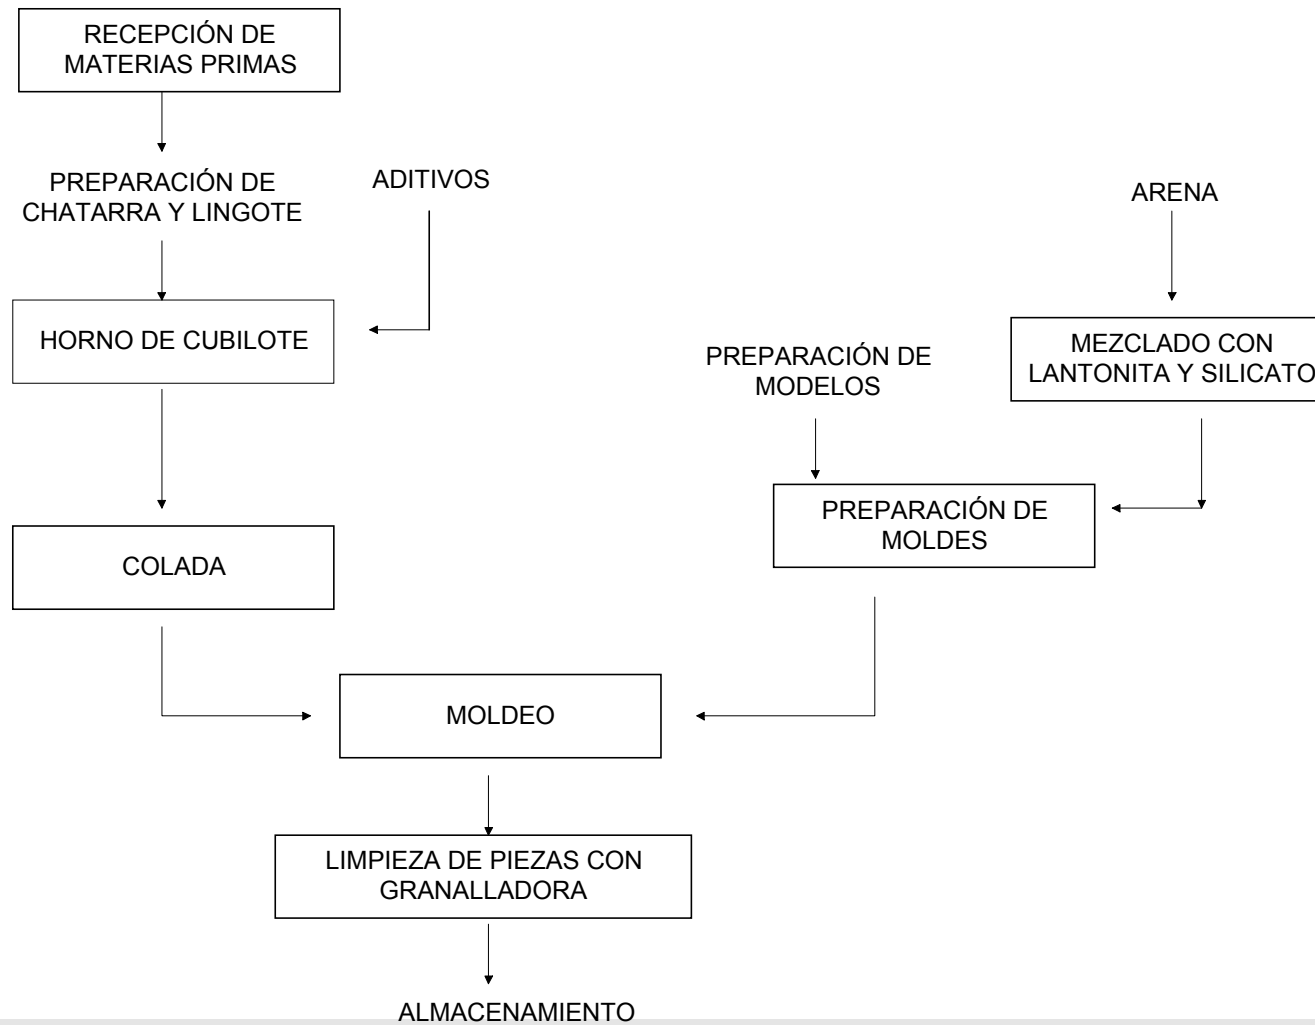 RECEPCIÓN DE
MATERIAS PRIMAS
PREPARACIÓN DE
CHATARRA Y LINGOTE
ADITIVOS
ARENA
HORNO DE CUBILOTE
PREPARACIÓN DE
MODELOS
MEZCLADO CON
LANTONITA Y SILICATO
PREPARACIÓN DE
MOLDES
COLADA
MOLDEO
LIMPIEZA DE PIEZAS CON
GRANALLADORA
ALMACENAMIENTO